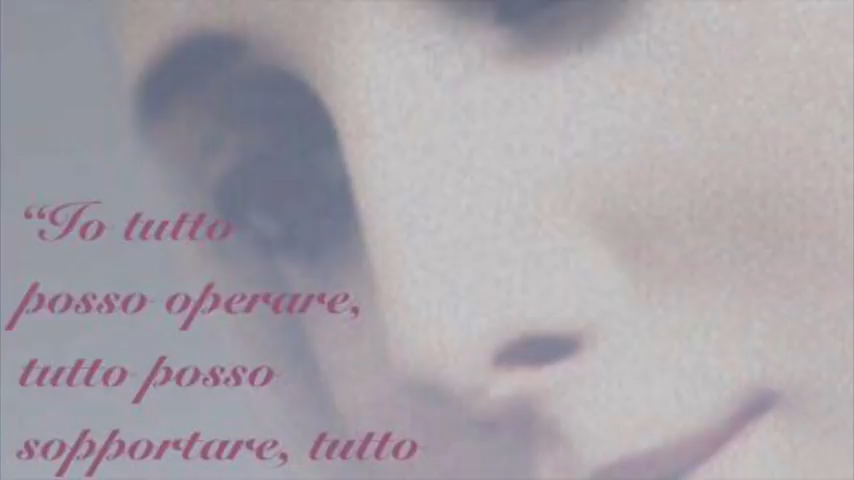 “Io tutto
posso operare,
tutto posso
sopportare, tutto